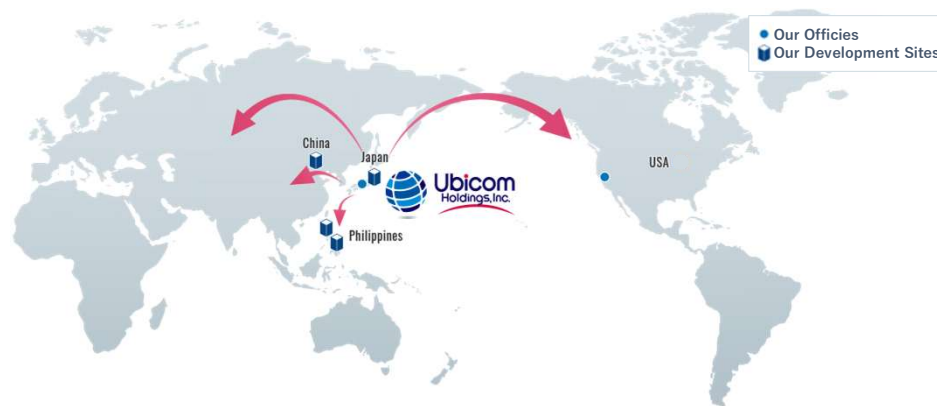 Our Officies
Our Development Sites
China
Japan
USA
Ubicom
Holdings,Inc.
Philippines